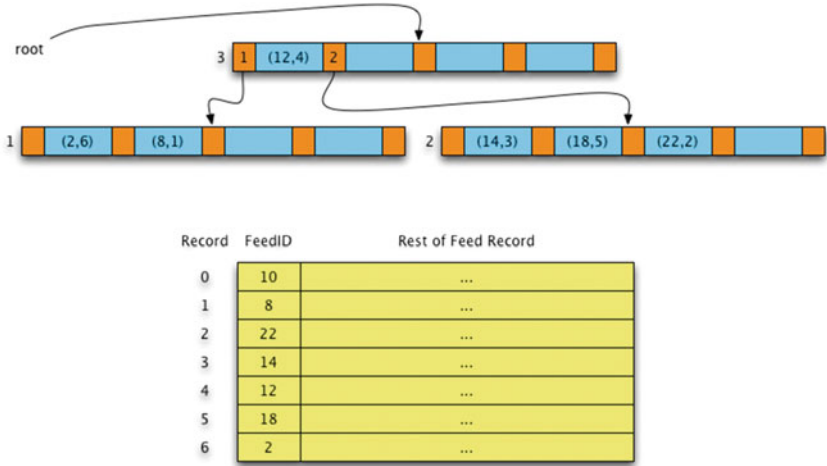 root
3 1 (12,4) 2
1 (2,6) (8,1)
2 (14,3) (18,5) (22,2)
Record FeedID Rest of Feed Record
0 10 ...
1 8 ...
2 22 ...
3 14 ...
4 12 ...
5 18 ...
6 2 ...